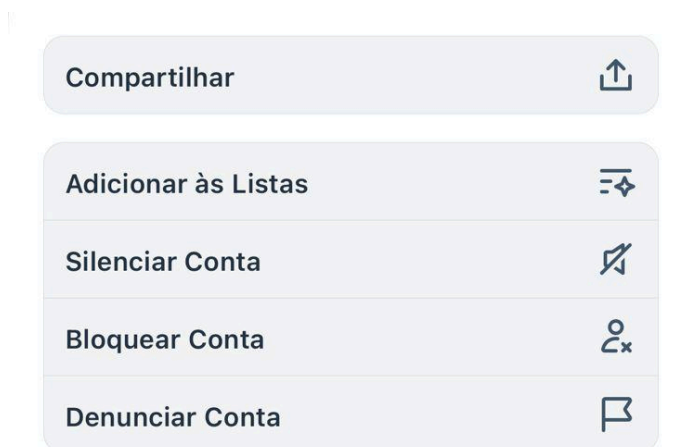 Compartilhar
Adicionar às Listas
Silenciar Conta
Bloquear Conta
Denunciar Conta